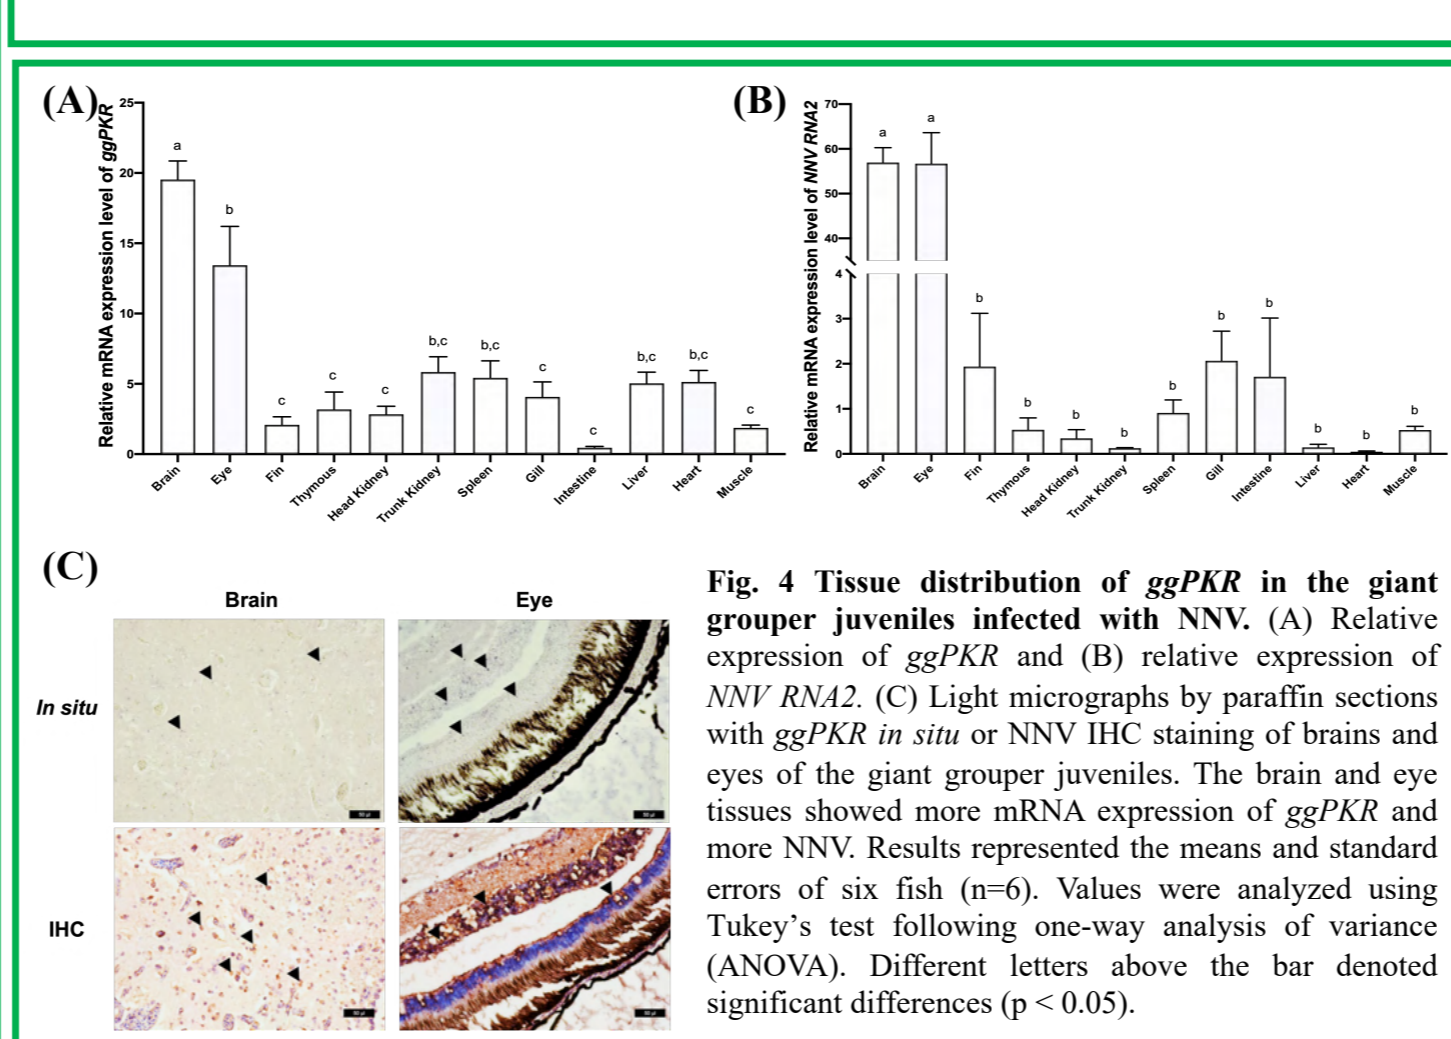 (A)
Relative mRNA expression level of ggPKR
25
20
15
10
5
0
a
b
c
c
c
b,c
b,c
c
c
b,c
b,c
c
Brain
Eye
Fin
Thymous
Head Kidney
Trunk Kidney
Spleen
Gill
Intestine
Liver
Heart
Muscle
(B)
Relative mRNA expression level of NNV RNA2
70
60
50
40
4
3
2
1
0
a
a
b
b
b
b
b
b
b
b
b
b
Brain
Eye
Fin
Thymous
Head Kidney
Trunk Kidney
Spleen
Gill
Intestine
Liver
Heart
Muscle
(C)
Brain
Eye
In situ
IHC
Fig. 4 Tissue distribution of ggPKR in the giant
grouper juveniles infected with NNV. (A) Relative
expression of ggPKR and (B) relative expression of
NNV RNA2. (C) Light micrographs by paraffin sections
with ggPKR in situ or NNV IHC staining of brains and
eyes of the giant grouper juveniles. The brain and eye
tissues showed more mRNA expression of ggPKR and
more NNV. Results represented the means and standard
errors of six fish (n=6). Values were analyzed using
Tukey’s test following one-way analysis of variance
(ANOVA). Different letters above the bar denoted
significant differences (p < 0.05).